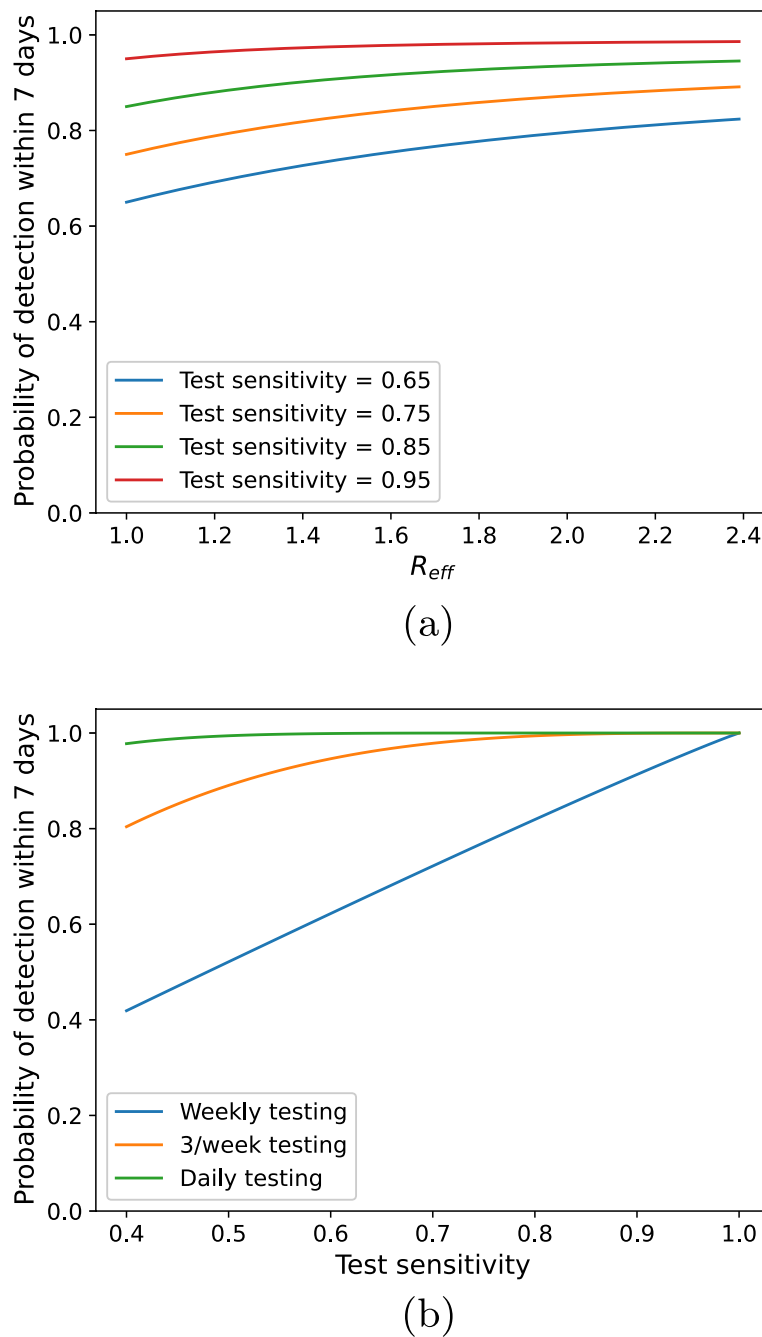 Probability of detection within 7 days
1.0
0.8
0.6
0.4
0.2
0.0
Test sensitivity = 0.65
Test sensitivity = 0.75
Test sensitivity = 0.85
Test sensitivity = 0.95
1.0 1.2 1.4 1.6 1.8 2.0 2.2 2.4
R_eff
(a)
Probability of detection within 7 days
1.0
0.8
0.6
0.4
0.2
0.0
Weekly testing
3/week testing
Daily testing
0.4 0.5 0.6 0.7 0.8 0.9 1.0
Test sensitivity
(b)